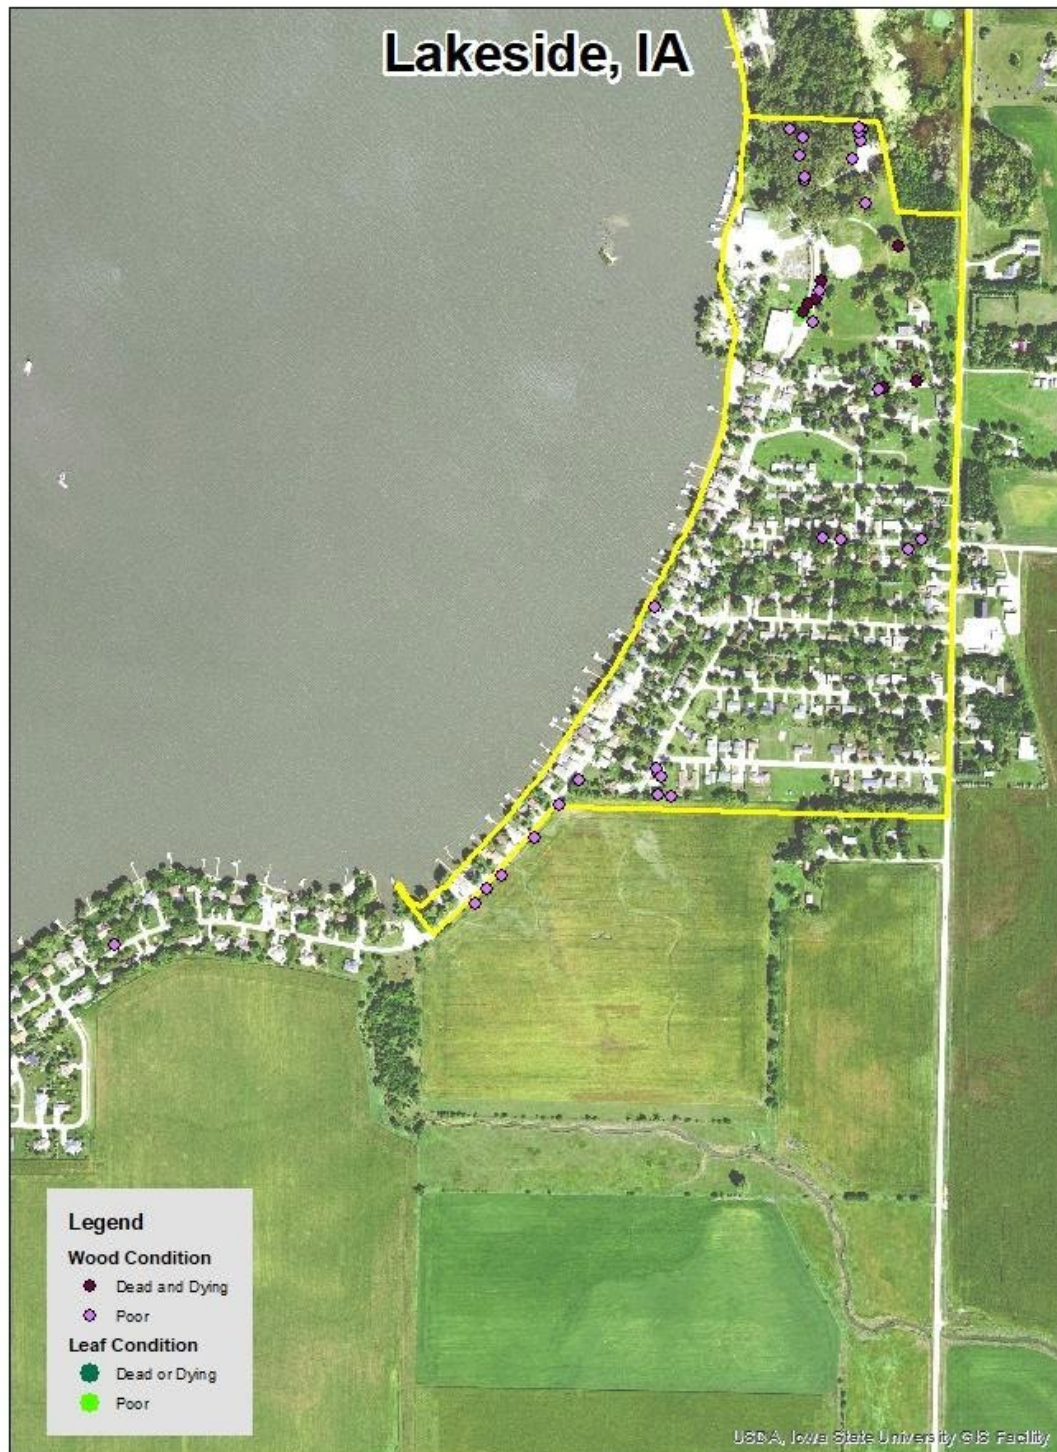 Lakeside, IA
Legend
Wood Condition
Dead and Dying
Poor
Leaf Condition
Dead or Dying
Poor
USDA, Iowa State University GIS Facility